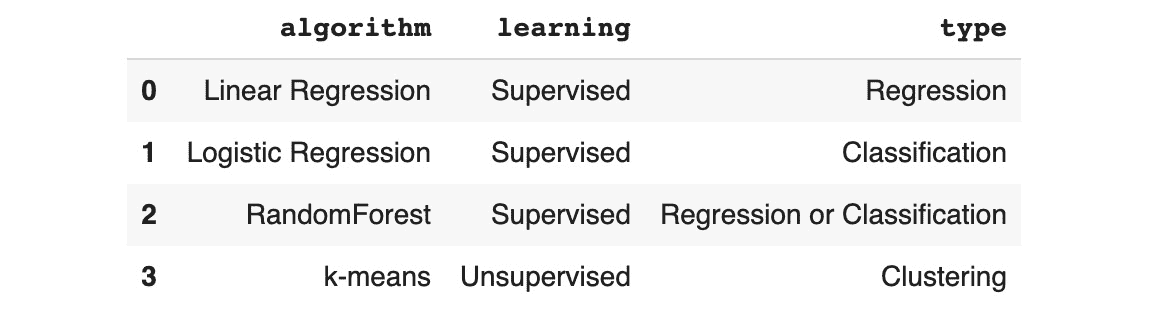 algorithm learning type
0 Linear Regression Supervised Regression
1 Logistic Regression Supervised Classification
2 RandomForest Supervised Regression or Classification
3 k-means Unsupervised Clustering